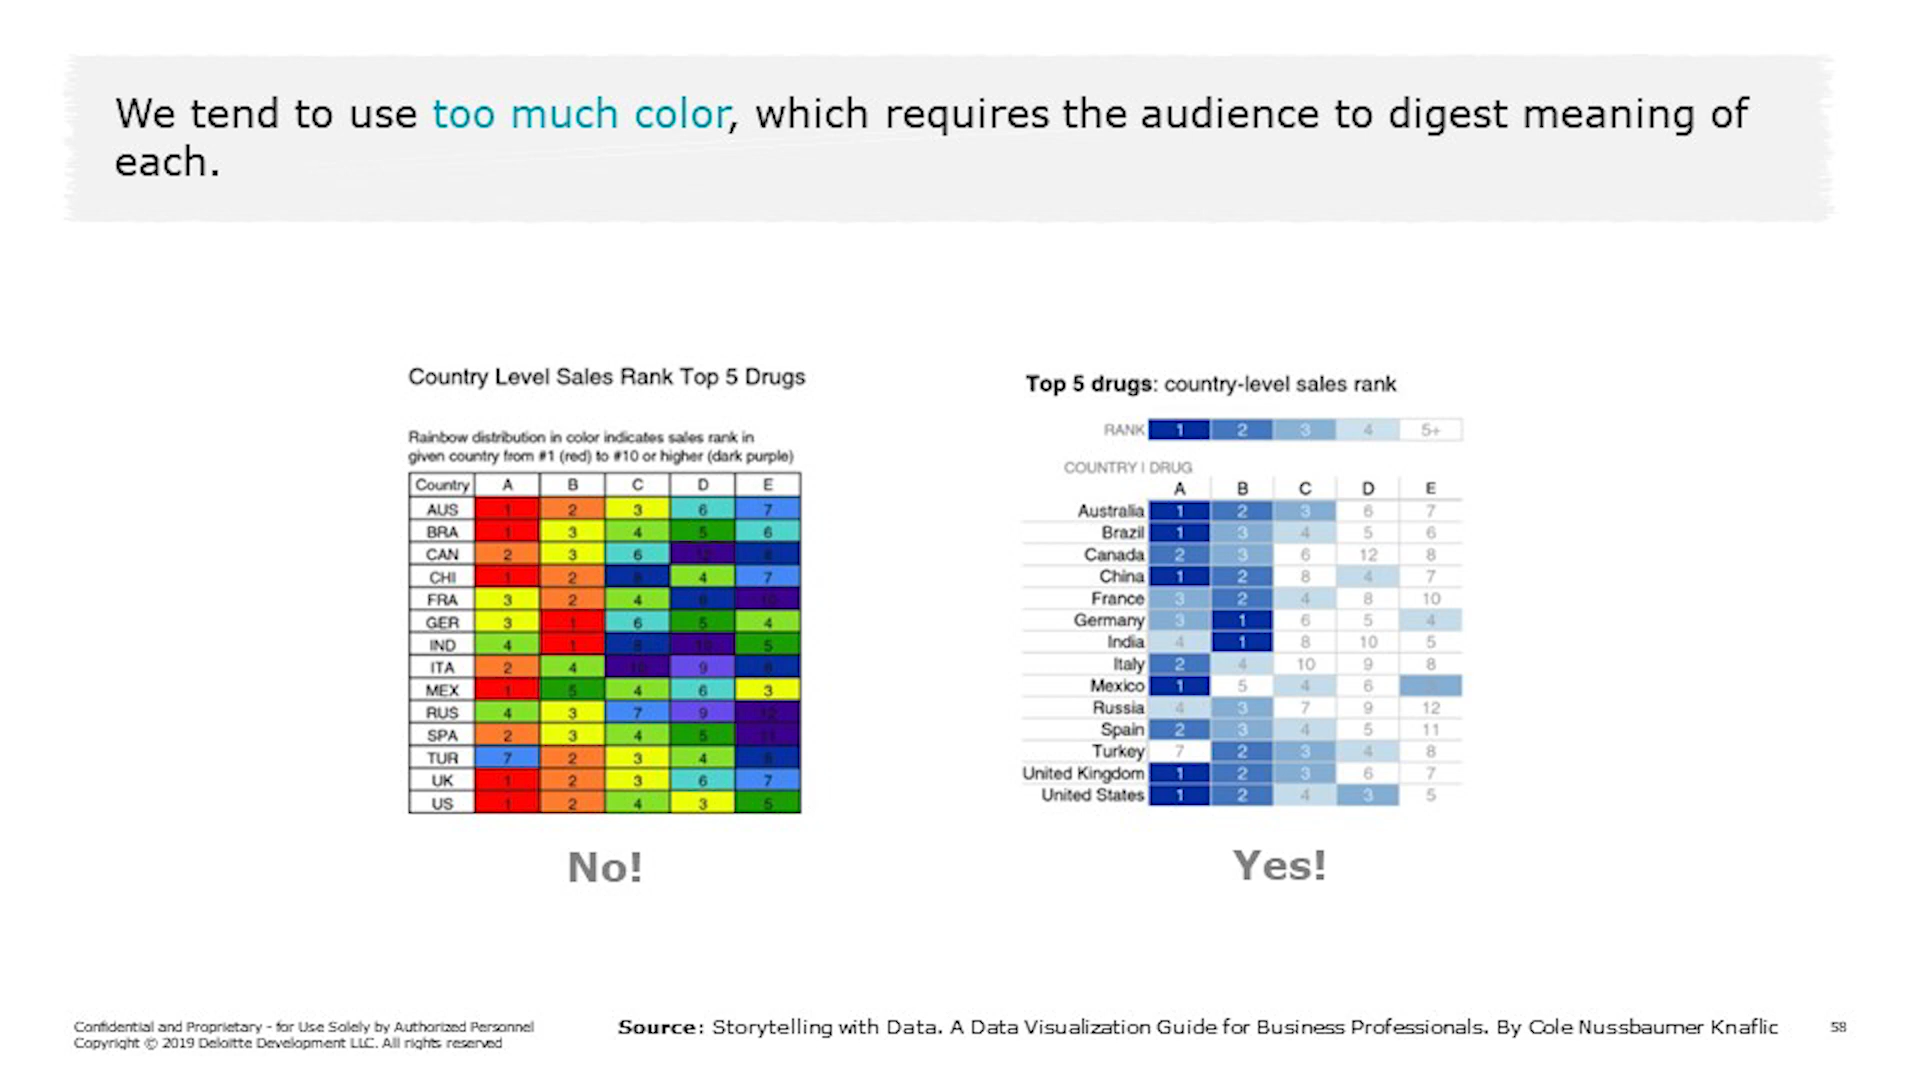 We tend to use too much color, which requires the audience to digest meaning of
each.
Country Level Sales Rank Top 5 Drugs
Rainbow distribution in color indicates sales rank in
given country from #1 (red) to #10 or higher (dark purple)
Country A B C D E
AUS 1 2 3 6 7
BRA 1 3 4 5 6
CAN 2 3 6 12 8
CHI 1 2 8 4 7
FRA 3 2 4 8 10
GER 3 1 6 5 4
IND 4 1 8 10 5
ITA 2 4 10 9 8
MEX 1 5 4 6 3
RUS 4 3 7 9 12
SPA 2 3 4 5 11
TUR 7 2 3 4 8
UK 1 2 3 6 7
US 1 2 4 3 5
No!
Top 5 drugs: country-level sales rank
RANK 1 2 3 4 5+
COUNTRY | DRUG
A B C D E
Australia 1 2 3 6 7
Brazil 1 3 4 5 6
Canada 2 3 6 12 8
China 1 2 8 4 7
France 3 2 4 8 10
Germany 3 1 6 5 4
India 4 1 8 10 5
Italy 2 4 10 9 8
Mexico 1 5 4 6
Russia 4 3 7 9 12
Spain 2 3 4 5 11
Turkey 7 2 3 4 8
United Kingdom 1 2 3 6 7
United States 1 2 4 3 5
Yes!
Confidential and Proprietary - for Use Solely by Authorized Personnel
Copyright © 2019 Deloitte Development LLC. All rights reserved
Source: Storytelling with Data. A Data Visualization Guide for Business Professionals. By Cole Nussbaumer Knaflic
58